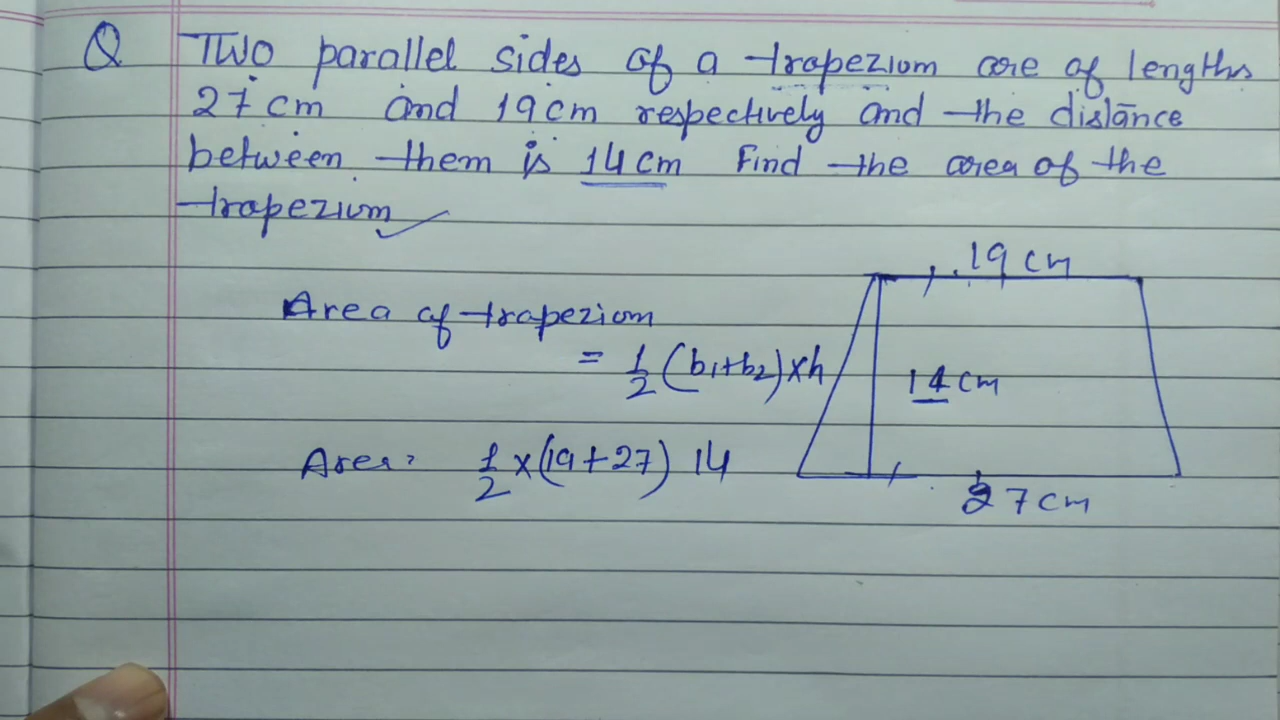 Q Two parallel sides of a trapezium are of lengths
27 cm and 19 cm respectively and the distance
between them is 14 cm Find the area of the
trapezium
19 cm
Area of trapezium
= 1/2 (b1+b2) x h
14 cm
Area = 1/2 x (19+27) 14
27 cm